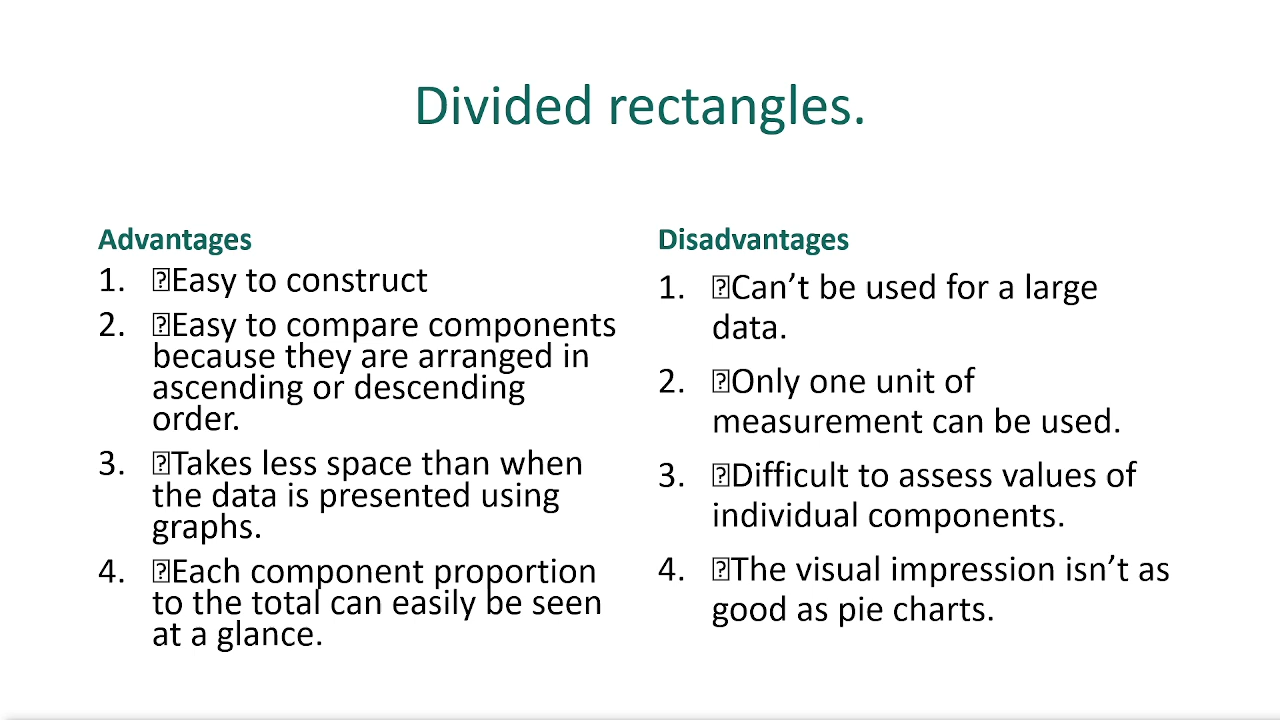 Divided rectangles.
Advantages
1. ⍰Easy to construct
2. ⍰Easy to compare components
because they are arranged in
ascending or descending
order.
3. ⍰Takes less space than when
the data is presented using
graphs.
4. ⍰Each component proportion
to the total can easily be seen
at a glance.
Disadvantages
1. ⍰Can’t be used for a large
data.
2. ⍰Only one unit of
measurement can be used.
3. ⍰Difficult to assess values of
individual components.
4. ⍰The visual impression isn’t as
good as pie charts.